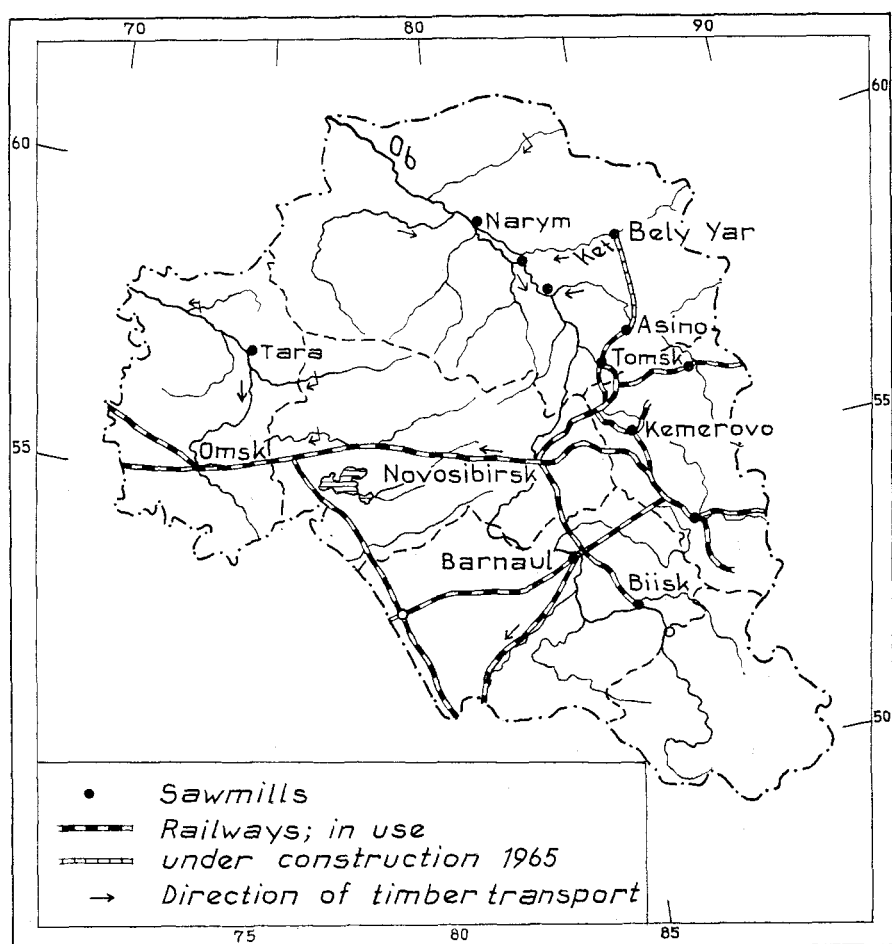 70 90
60
60
Ob
Narym
Bely Yar
Ket
Asino
Tomsk
Tara
55
55
Kemerovo
Omsk
Novosibirsk
Barnaul
Biisk
50
Sawmills
Railways; in use
under construction 1965
Direction of timber transport
75 80 85